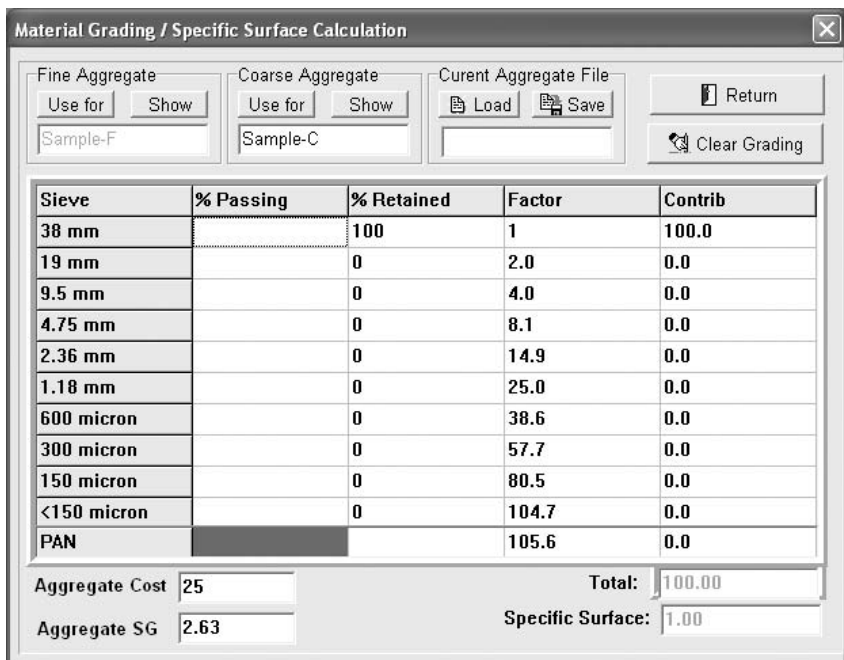 Material Grading / Specific Surface Calculation
Fine Aggregate Coarse Aggregate Curent Aggregate File
Use for Show Use for Show Load Save Return
Sample-F Sample-C Clear Grading
Sieve % Passing % Retained Factor Contrib
38 mm 100 1 100.0
19 mm 0 2.0 0.0
9.5 mm 0 4.0 0.0
4.75 mm 0 8.1 0.0
2.36 mm 0 14.9 0.0
1.18 mm 0 25.0 0.0
600 micron 0 38.6 0.0
300 micron 0 57.7 0.0
150 micron 0 80.5 0.0
<150 micron 0 104.7 0.0
PAN 105.6 0.0
Aggregate Cost 25 Total: 100.00
Aggregate SG 2.63 Specific Surface: 1.00